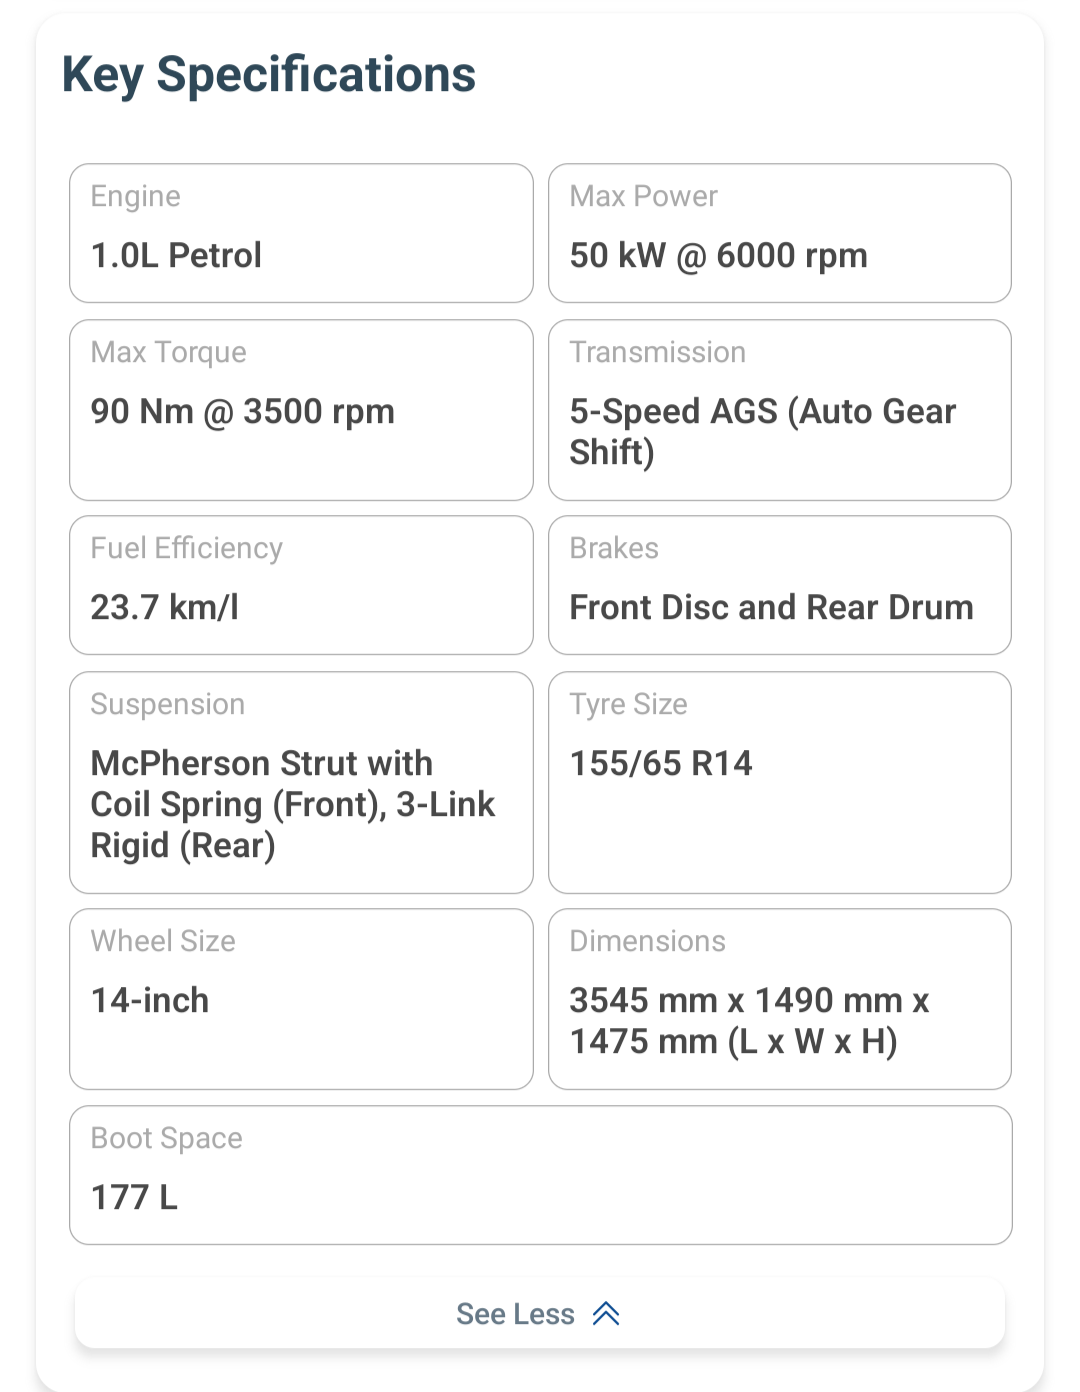 Key Specifications
Engine
1.0L Petrol
Max Power
50 kW @ 6000 rpm
Max Torque
90 Nm @ 3500 rpm
Transmission
5-Speed AGS (Auto Gear
Shift)
Fuel Efficiency
23.7 km/l
Brakes
Front Disc and Rear Drum
Suspension
McPherson Strut with
Coil Spring (Front), 3-Link
Rigid (Rear)
Tyre Size
155/65 R14
Wheel Size
14-inch
Dimensions
3545 mm x 1490 mm x
1475 mm (L x W x H)
Boot Space
177 L
See Less